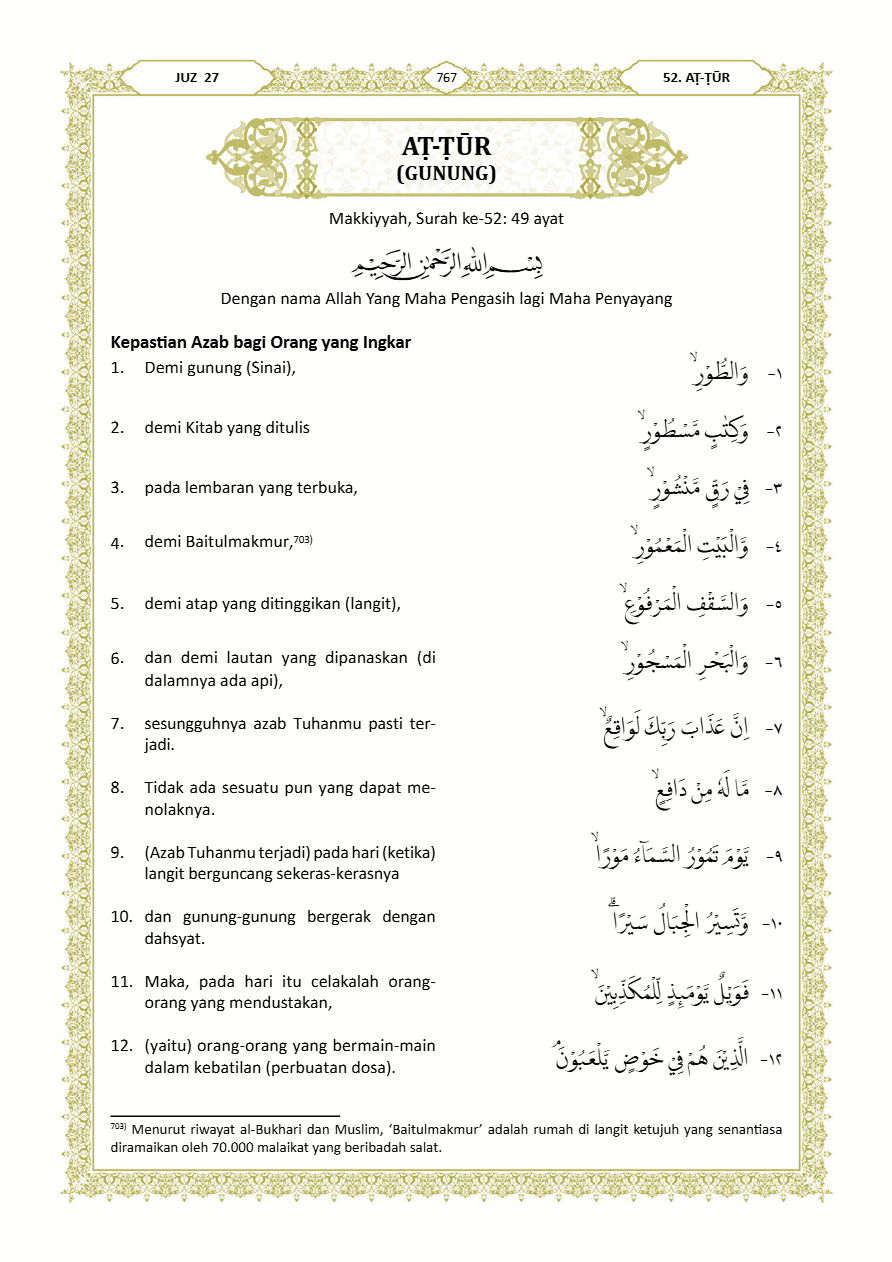 JUZ 27
767
52. AṬ-ṬŪR
AṬ-ṬŪR
(GUNUNG)
Makkiyyah, Surah ke-52: 49 ayat
بِسْمِ اللّٰهِ الرَّحْمٰنِ الرَّحِيْمِ
Dengan nama Allah Yang Maha Pengasih lagi Maha Penyayang
Kepastian Azab bagi Orang yang Ingkar
1. Demi gunung (Sinai),
١- وَالطُّوْرِۙ
2. demi Kitab yang ditulis
٢- وَكِتٰبٍ مَّسْطُوْرٍۙ
3. pada lembaran yang terbuka,
٣- فِيْ رَقٍّ مَّنْشُوْرٍۙ
4. demi Baitulmakmur,703)
٤- وَّالْبَيْتِ الْمَعْمُوْرِۙ
5. demi atap yang ditinggikan (langit),
٥- وَالسَّقْفِ الْمَرْفُوْعِۙ
6. dan demi lautan yang dipanaskan (di
dalamnya ada api),
٦- وَالْبَحْرِ الْمَسْجُوْرِۙ
7. sesungguhnya azab Tuhanmu pasti ter-
jadi.
٧- اِنَّ عَذَابَ رَبِّكَ لَوَاقِعٌۙ
8. Tidak ada sesuatu pun yang dapat me-
nolaknya.
٨- مَّا لَهٗ مِنْ دَافِعٍۙ
9. (Azab Tuhanmu terjadi) pada hari (ketika)
langit berguncang sekeras-kerasnya
٩- يَّوْمَ تَمُوْرُ السَّمَاۤءُ مَوْرًاۙ
10. dan gunung-gunung bergerak dengan
dahsyat.
١٠- وَّتَسِيْرُ الْجِبَالُ سَيْرًاۗ
11. Maka, pada hari itu celakalah orang-
orang yang mendustakan,
١١- فَوَيْلٌ يَّوْمَىِٕذٍ لِّلْمُكَذِّبِيْنَۙ
12. (yaitu) orang-orang yang bermain-main
dalam kebatilan (perbuatan dosa).
١٢- الَّذِيْنَ هُمْ فِيْ خَوْضٍ يَّلْعَبُوْنَۘ
703) Menurut riwayat al-Bukhari dan Muslim, ‘Baitulmakmur’ adalah rumah di langit ketujuh yang senantiasa
diramaikan oleh 70.000 malaikat yang beribadah salat.